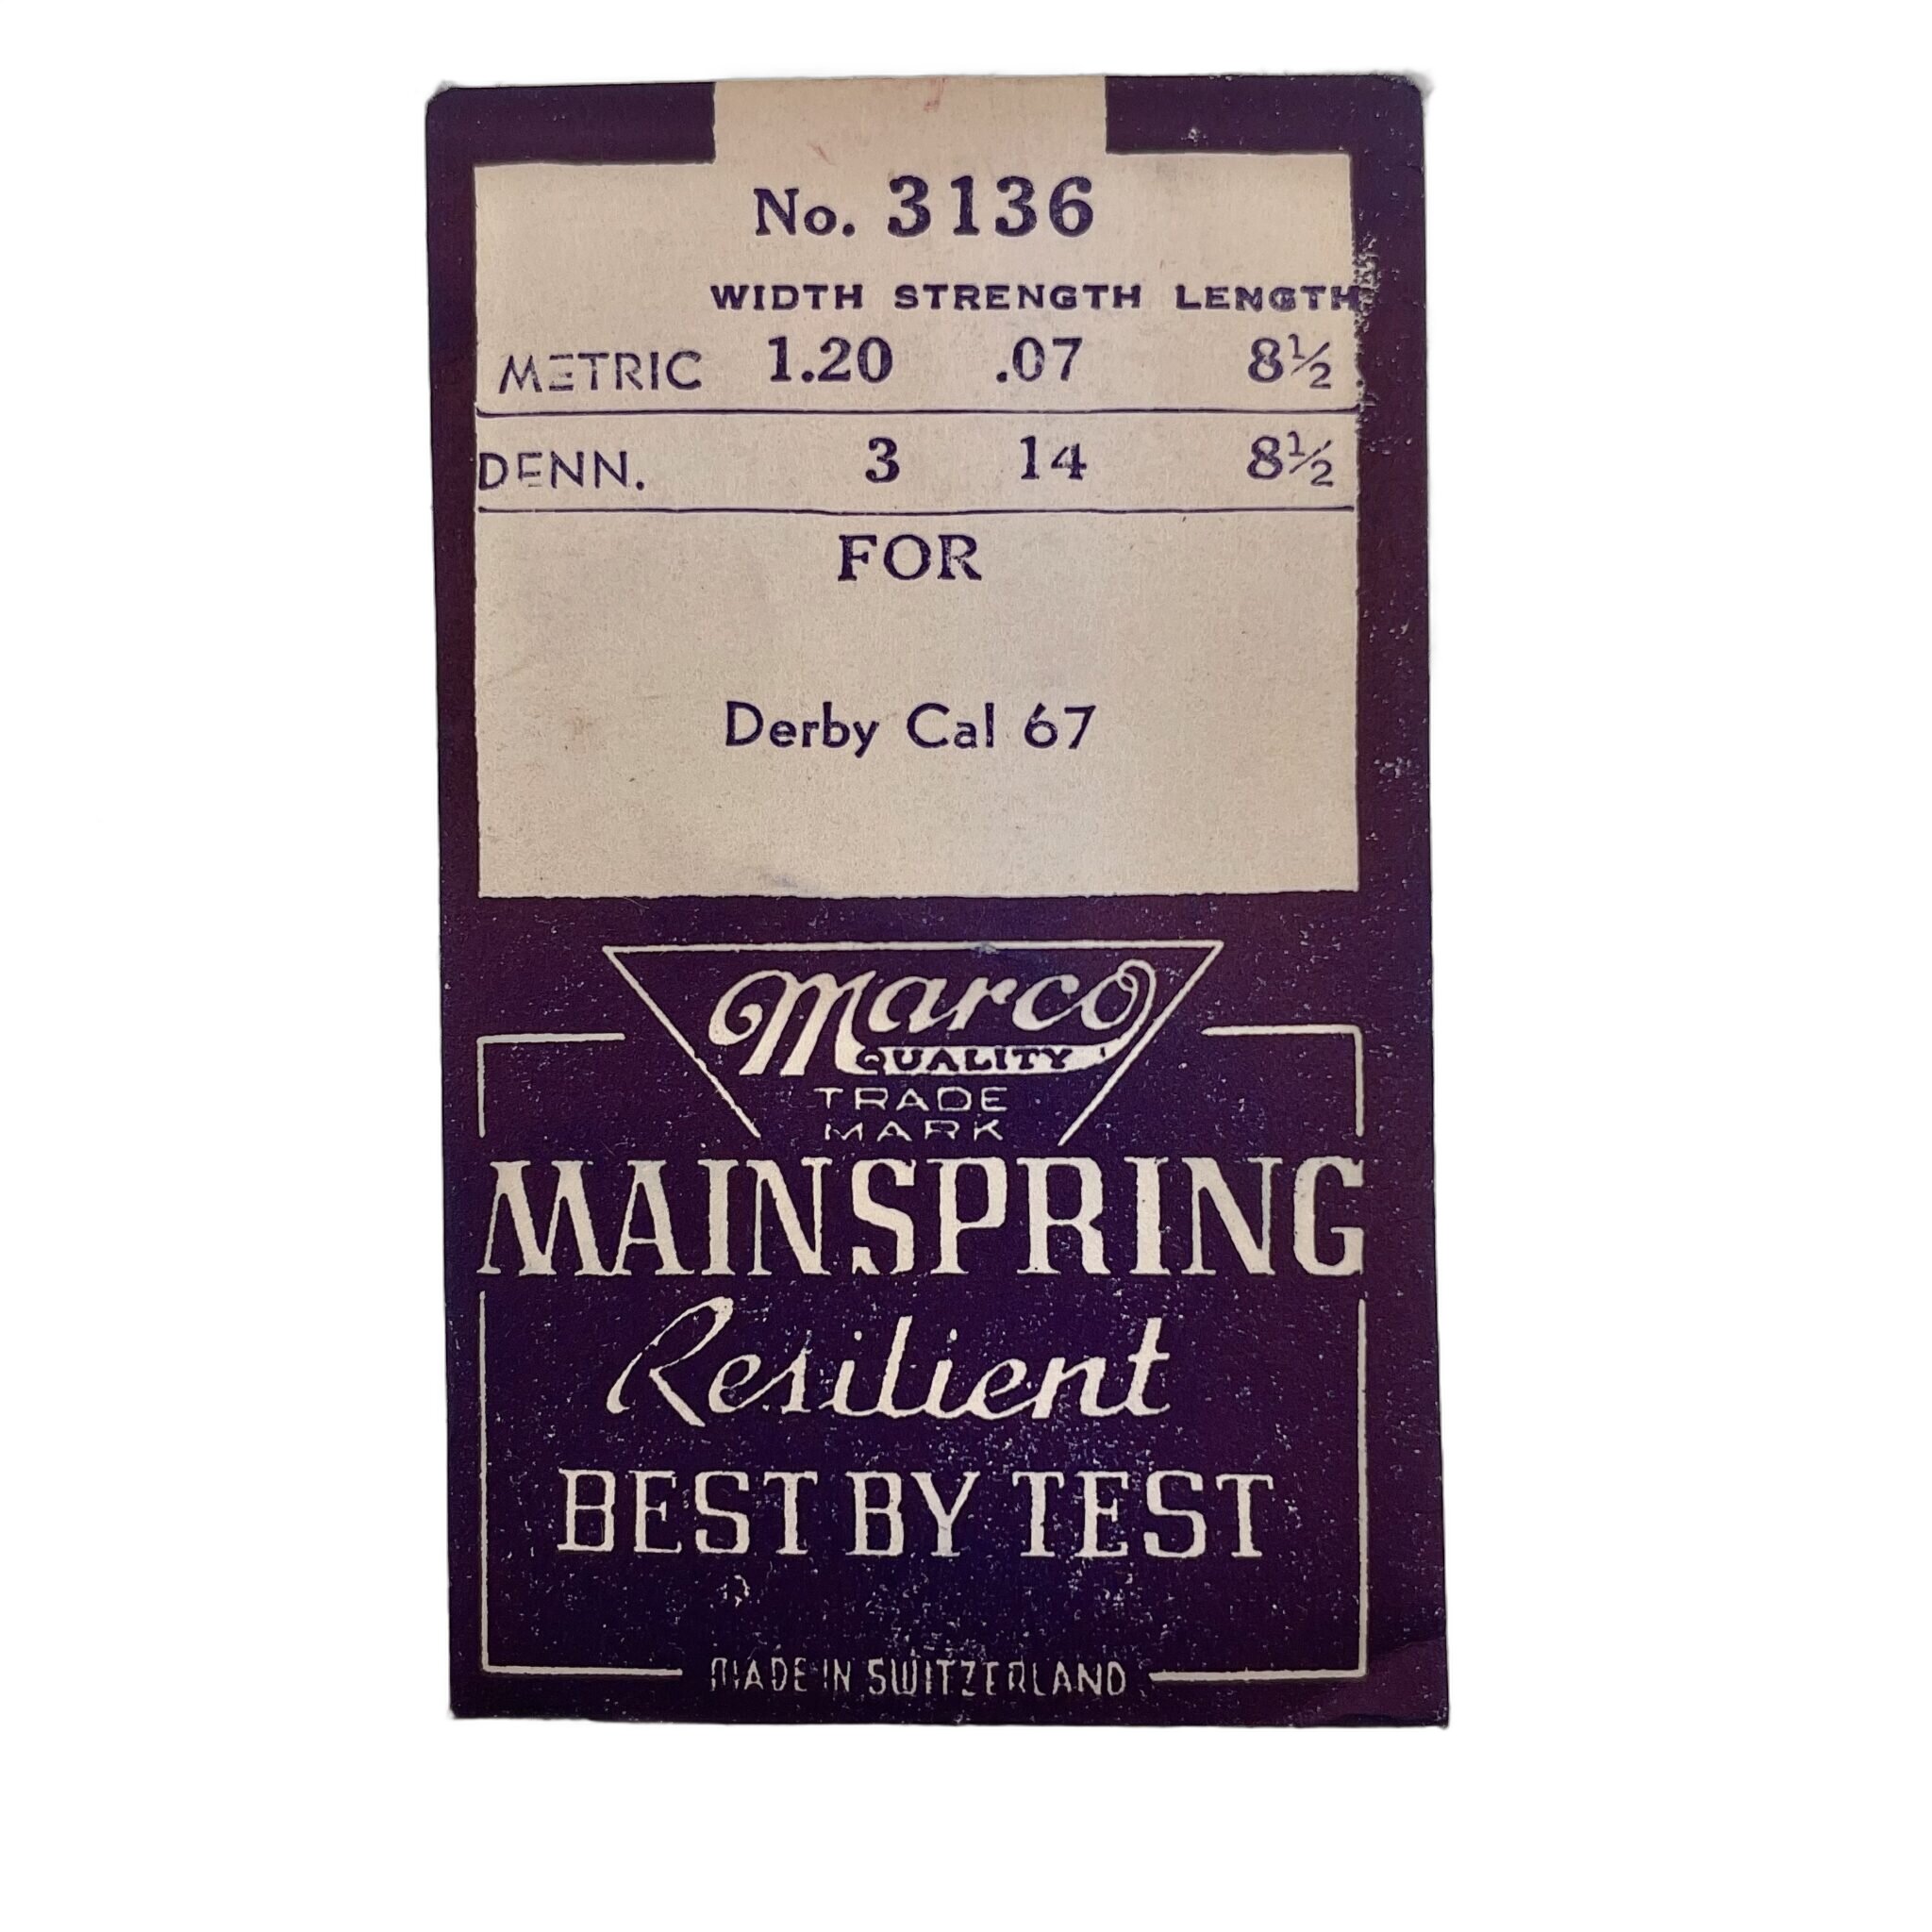 No. 3136
WIDTH STRENGTH LENGTH
METRIC 1.20 .07 8½
DENN. 3 14 8½
FOR
Derby Cal 67
Marco
QUALITY
TRADE
MARK
MAINSPRING
Resilient
BEST BY TEST
MADE IN SWITZERLAND